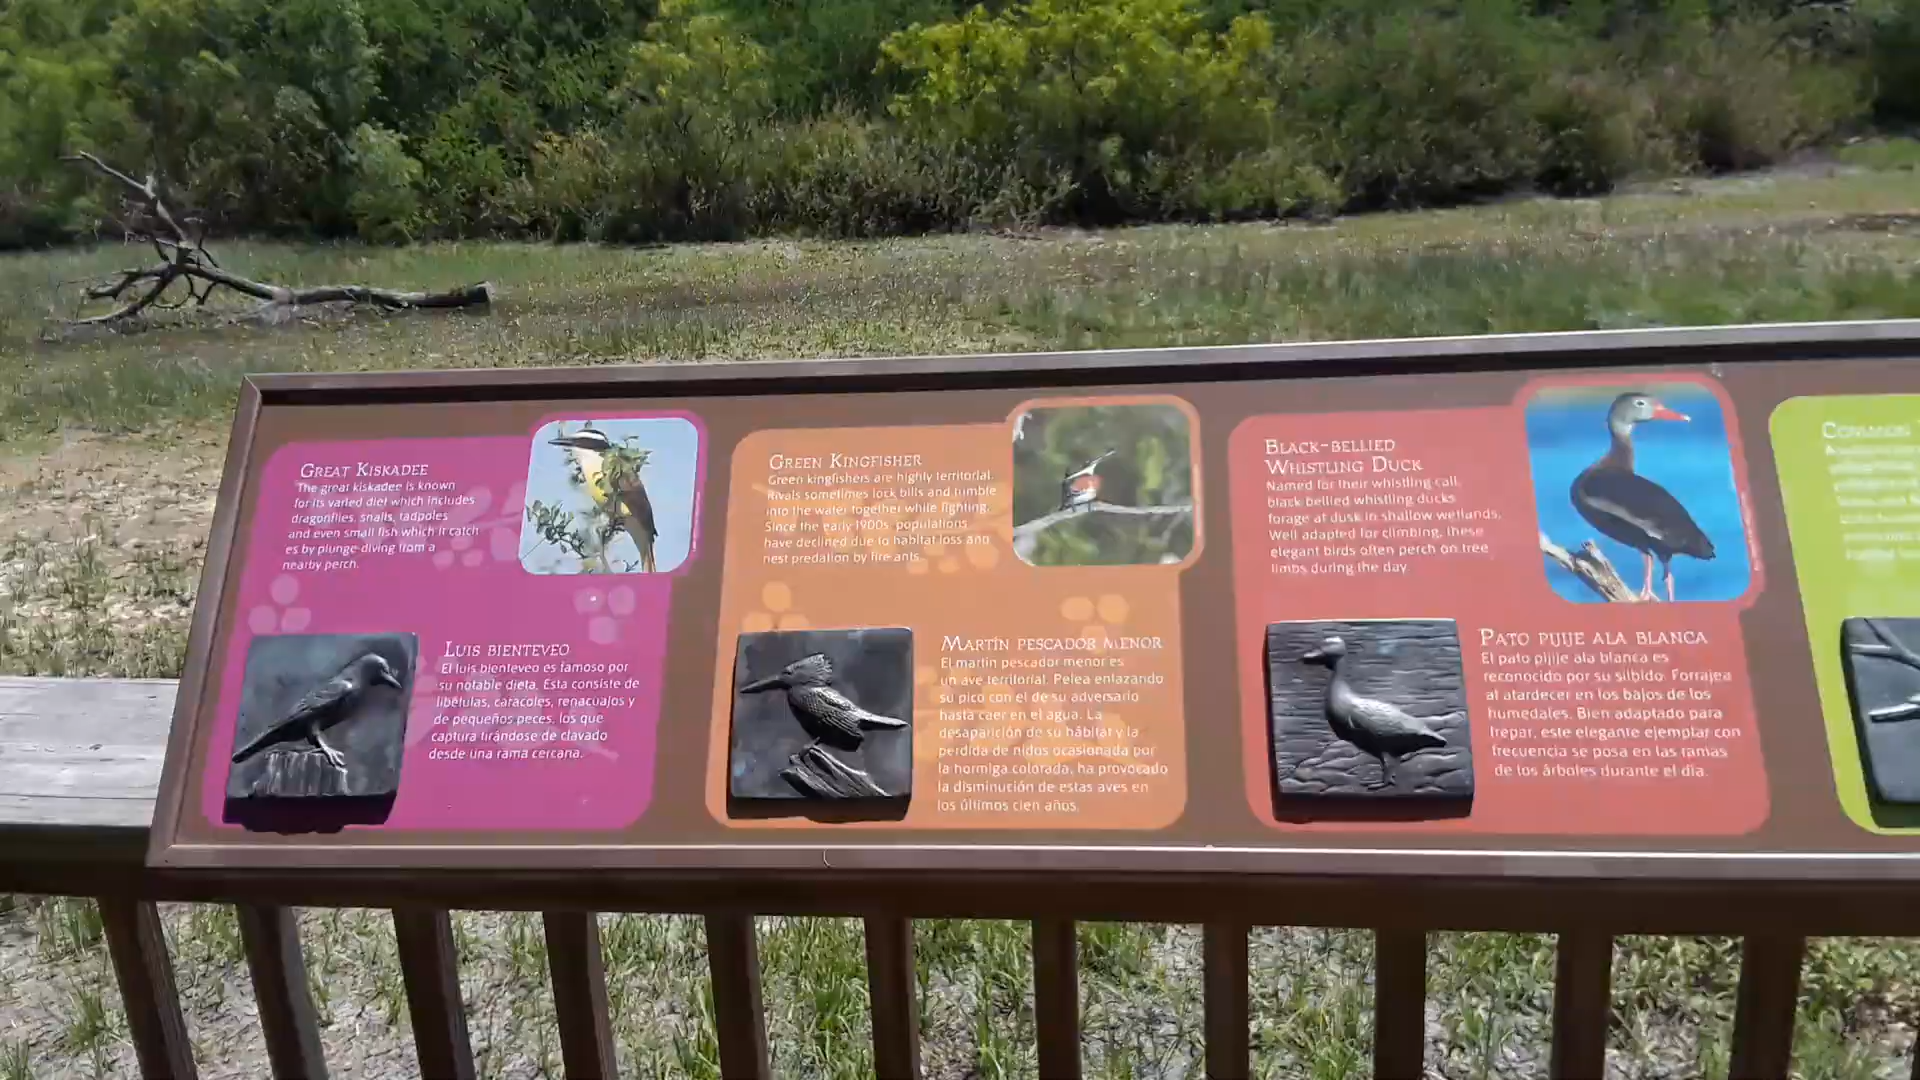 GREAT KISKADEE
The great kiskadee is known
for its varied diet which includes
dragonflies, snails, tadpoles
and even small fish which it catch
es by plunge-diving from a
nearby perch.
LUIS BIENTEVEO
El luis bienteveo es famoso por
su notable dieta. Esta consiste de
libélulas, caracoles, renacuajos y
de pequeños peces, los que
captura tirándose de clavado
desde una rama cercana.
GREEN KINGFISHER
Green kingfishers are highly territorial.
Rivals sometimes lock bills and tumble
into the water together while fighting.
Since the early 1900s, populations
have declined due to habitat loss and
nest predation by fire ants.
MARTÍN PESCADOR MENOR
El martín pescador menor es
un ave territorial. Pelea enlazando
su pico con el de su adversario
hasta caer en el agua. La
desaparición de su hábitat y la
perdida de nidos ocasionada por
la hormiga colorada, ha provocado
la disminución de estas aves en
los últimos cien años.
BLACK-BELLIED
WHISTLING DUCK
Named for their whistling call,
black bellied whistling ducks
forage at dusk in shallow wetlands.
Well adapted for climbing, these
elegant birds often perch on tree
limbs during the day.
PATO PIJIJE ALA BLANCA
El pato pijije ala blanca es
reconocido por su silbido. Forrajea
al atardecer en los bajos de los
humedales. Bien adaptado para
trepar, este elegante ejemplar con
frecuencia se posa en las ramas
de los árboles durante el día.
COMMON